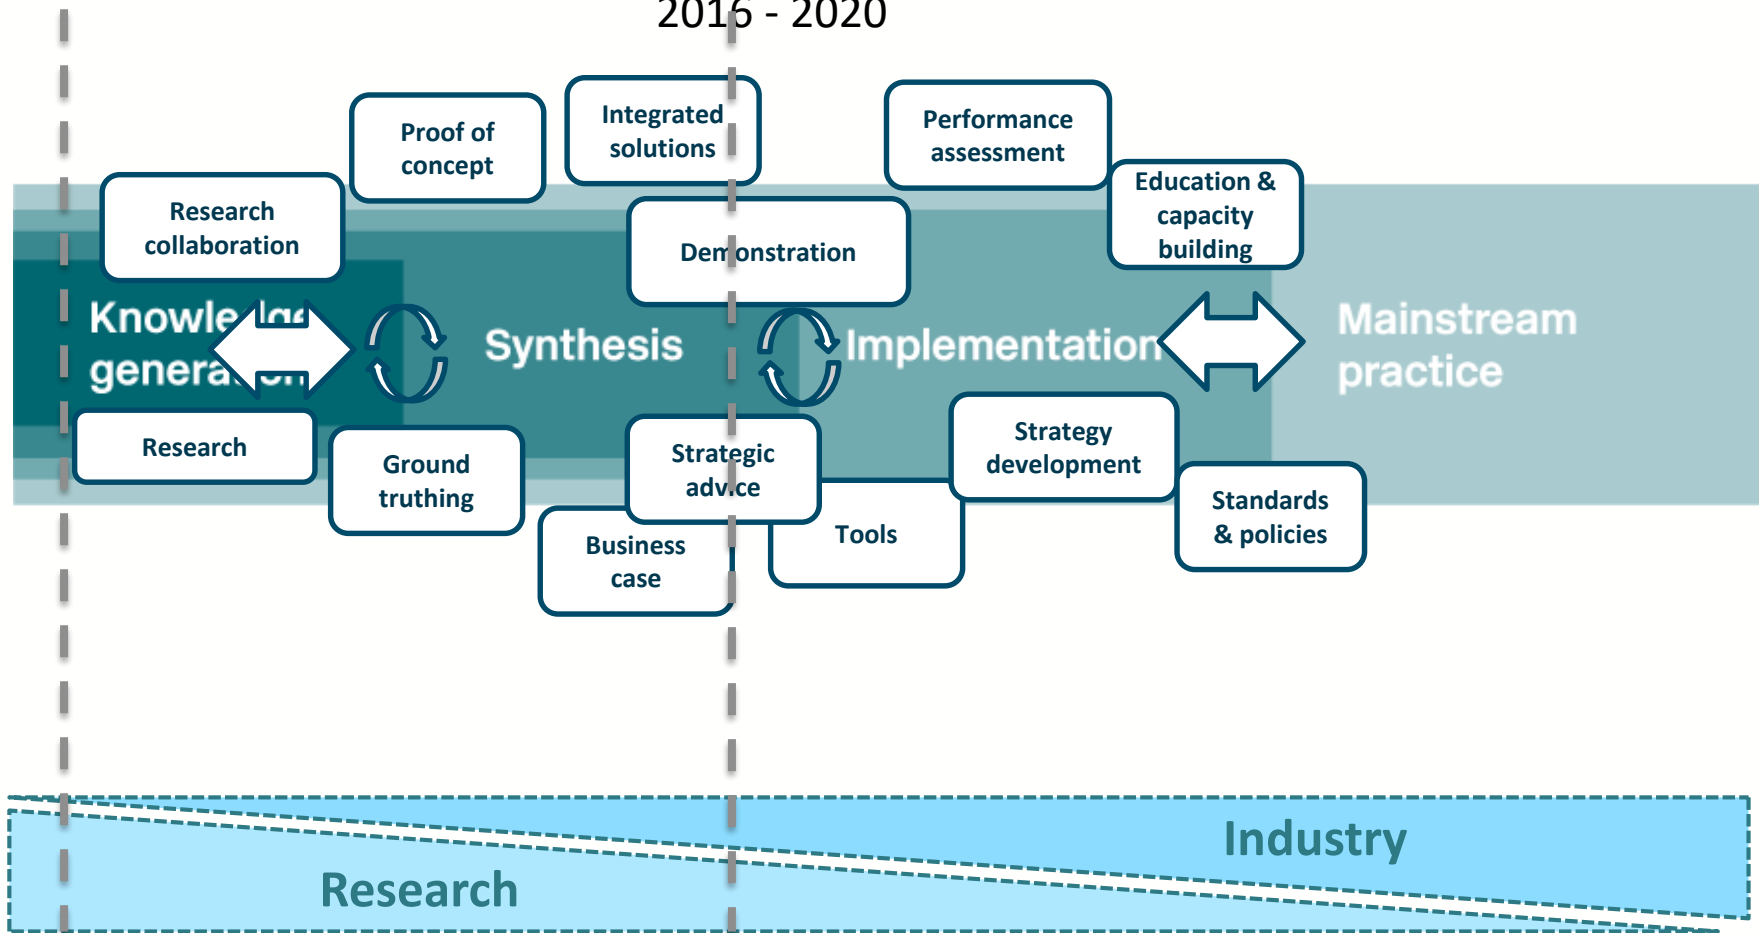 2016 - 2020
Integrated
solutions
Proof of
concept
Performance
assessment
Education &
capacity
building
Research
collaboration
Demonstration
Knowledge
generation
Synthesis
Implementation
Mainstream
practice
Research
Ground
truthing
Strategic
advice
Strategy
development
Business
case
Tools
Standards
& policies
Industry
Research